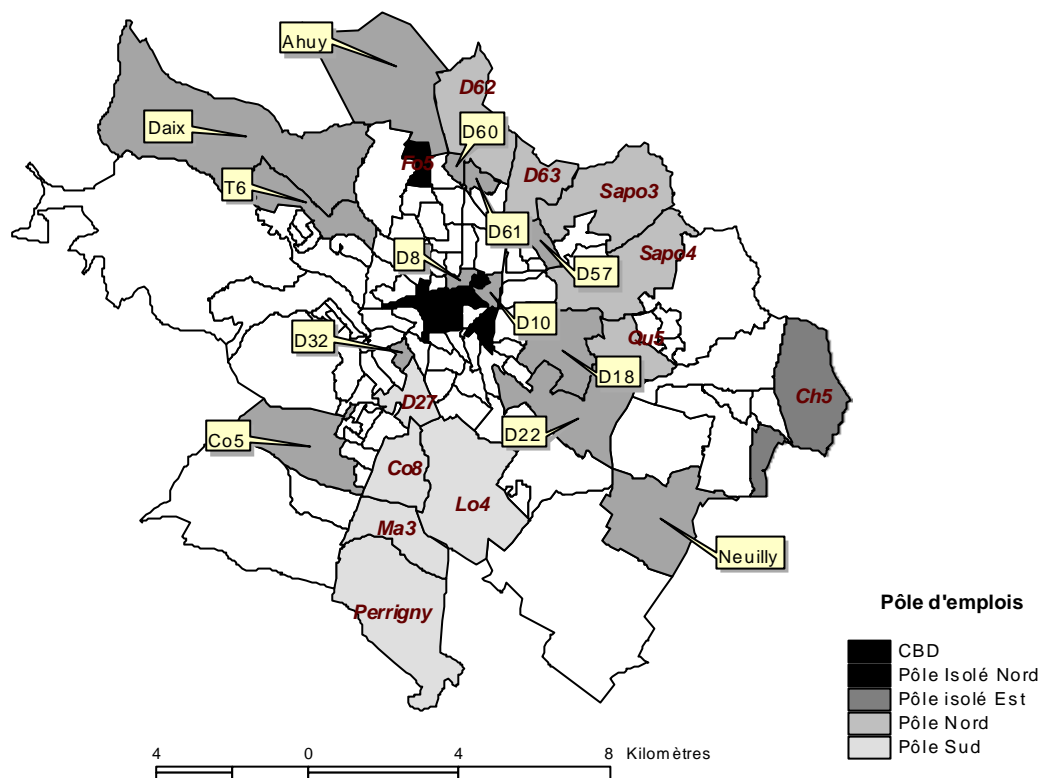 Ahuy
D62
D60
Daix
Fo5
D63
T6
Sapo3
D61
D8
Sapo4
D57
D10
D32
Qu5
D18
D27
Ch5
Co5
D22
Co8
Lo4
Ma3
Neuilly
Perrigny
Pôle d'emplois
CBD
Pôle Isolé Nord
Pôle isolé Est
Pôle Nord
Pôle Sud
4 0 4 8 Kilomètres